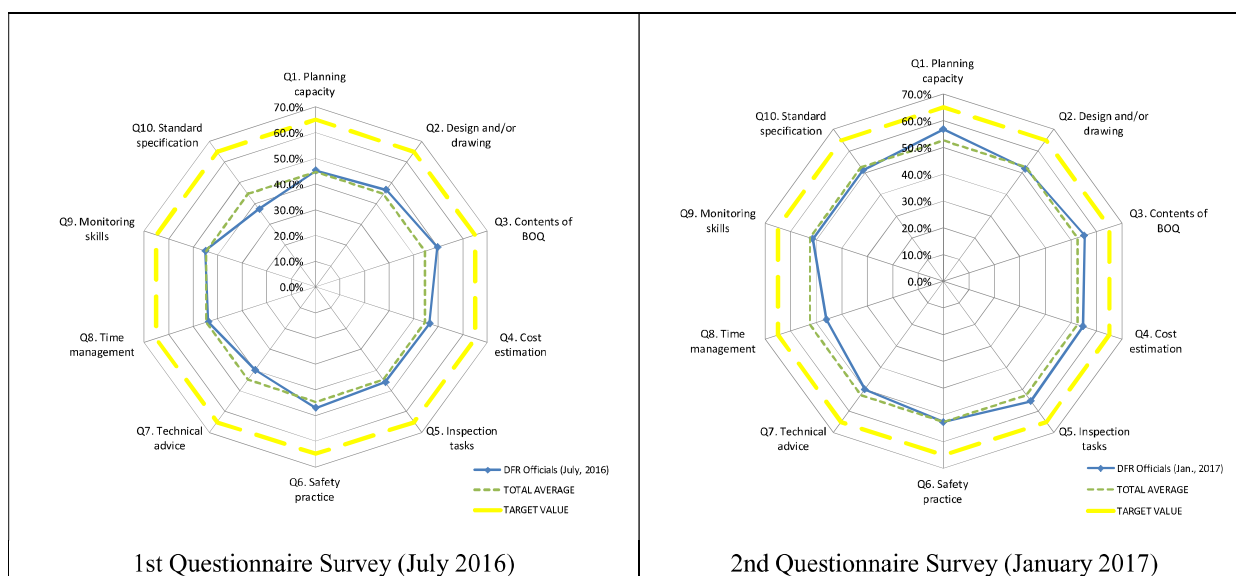 Q1. Planning
capacity
70.0%
60.0%
50.0%
40.0%
30.0%
20.0%
10.0%
0.0%
Q2. Design and/or
drawing
Q3. Contents of
BOQ
Q4. Cost
estimation
Q5. Inspection
tasks
Q6. Safety
practice
Q7. Technical
advice
Q8. Time
management
Q9. Monitoring
skills
Q10. Standard
specification
DFR Officials (July, 2016)
TOTAL AVERAGE
TARGET VALUE
1st Questionnaire Survey (July 2016)
Q1. Planning
capacity
70.0%
60.0%
50.0%
40.0%
30.0%
20.0%
10.0%
0.0%
Q2. Design and/or
drawing
Q3. Contents of
BOQ
Q4. Cost
estimation
Q5. Inspection
tasks
Q6. Safety
practice
Q7. Technical
advice
Q8. Time
management
Q9. Monitoring
skills
Q10. Standard
specification
DFR Officials (Jan., 2017)
TOTAL AVERAGE
TARGET VALUE
2nd Questionnaire Survey (January 2017)